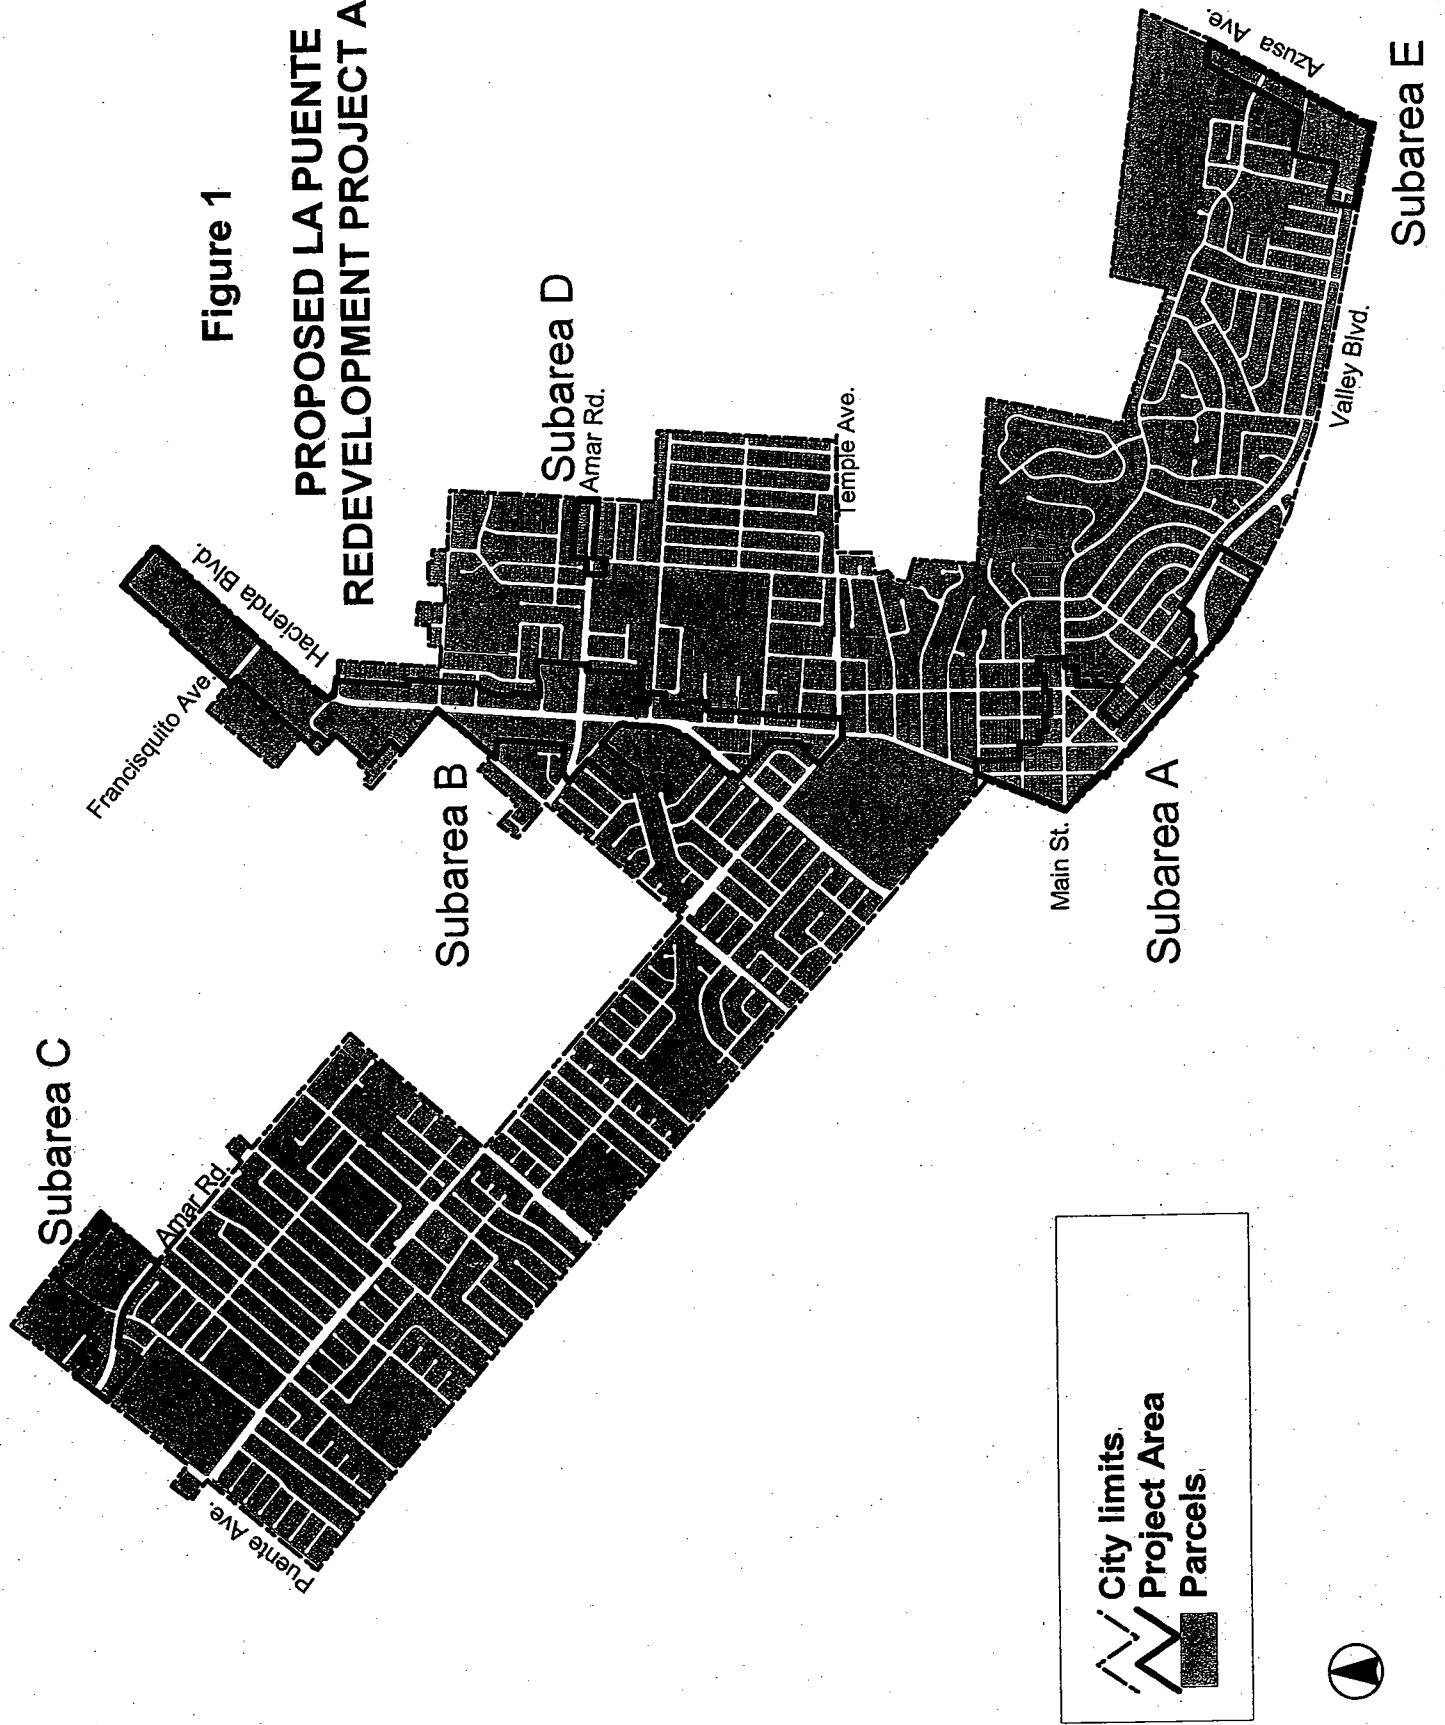 Figure 1
PROPOSED LA PUENTE
REDEVELOPMENT PROJECT A
Subarea C
Amar Rd.
Puente Ave.
Francisquito Ave.
Hacienda Blvd.
Subarea B
Subarea D
Amar Rd.
Temple Ave.
Main St.
Subarea A
Valley Blvd.
Azusa Ave.
Subarea E
City limits
Project Area
Parcels